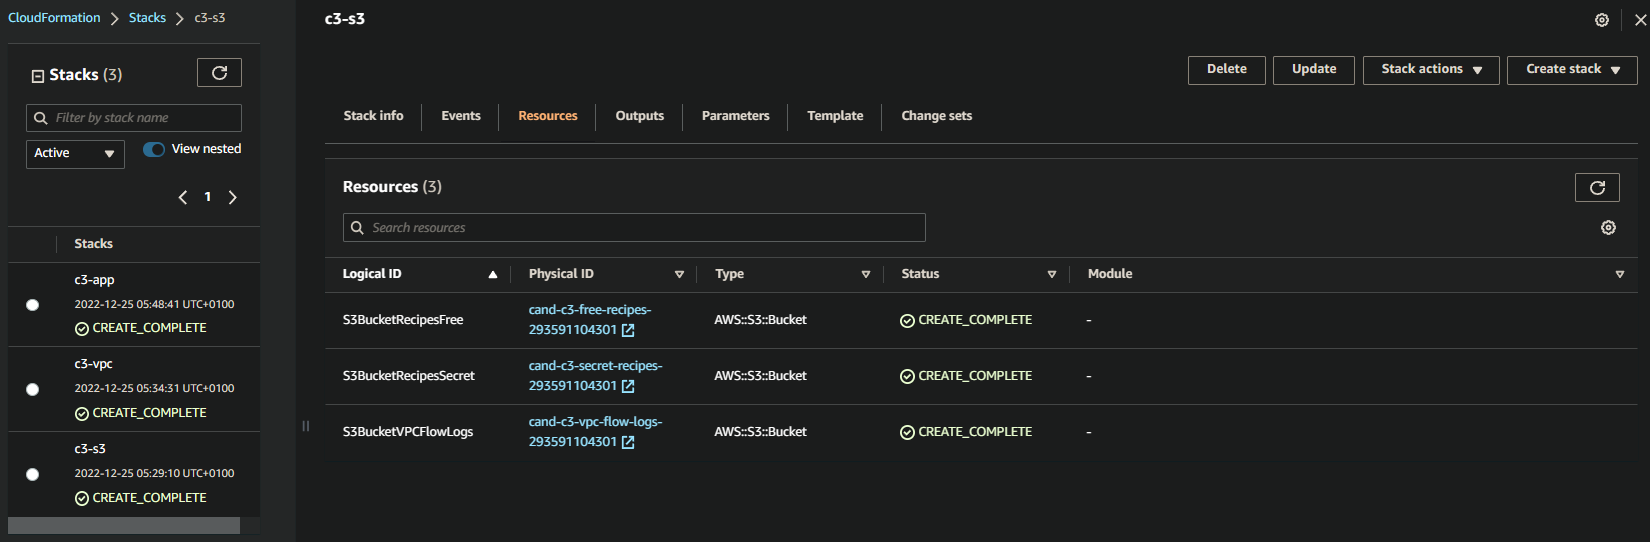 CloudFormation > Stacks > c3-s3
Stacks (3)
Filter by stack name
Active
View nested
1
Stacks
c3-app
2022-12-25 05:48:41 UTC+0100
CREATE_COMPLETE
c3-vpc
2022-12-25 05:34:31 UTC+0100
CREATE_COMPLETE
c3-s3
2022-12-25 05:29:10 UTC+0100
CREATE_COMPLETE
c3-s3
Delete Update Stack actions Create stack
Stack info Events Resources Outputs Parameters Template Change sets
Resources (3)
Search resources
Logical ID Physical ID Type Status Module
S3BucketRecipesFree cand-c3-free-recipes- AWS::S3::Bucket CREATE_COMPLETE -
293591104301
S3BucketRecipesSecret cand-c3-secret-recipes- AWS::S3::Bucket CREATE_COMPLETE -
293591104301
S3BucketVPCFlowLogs cand-c3-vpc-flow-logs- AWS::S3::Bucket CREATE_COMPLETE -
293591104301